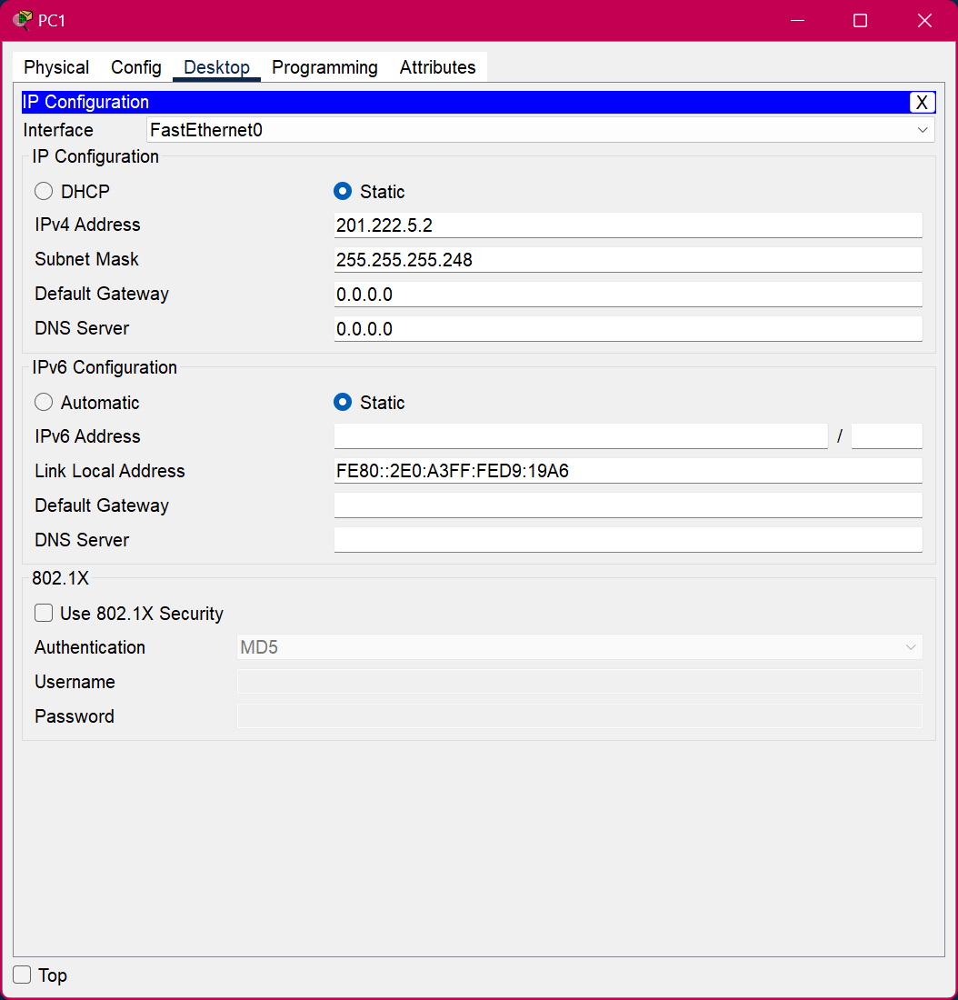 PC1
Physical Config Desktop Programming Attributes
IP Configuration X
Interface FastEthernet0
IP Configuration
DHCP Static
IPv4 Address 201.222.5.2
Subnet Mask 255.255.255.248
Default Gateway 0.0.0.0
DNS Server 0.0.0.0
IPv6 Configuration
Automatic Static
IPv6 Address /
Link Local Address FE80::2E0:A3FF:FED9:19A6
Default Gateway
DNS Server
802.1X
Use 802.1X Security
Authentication MD5
Username
Password
Top